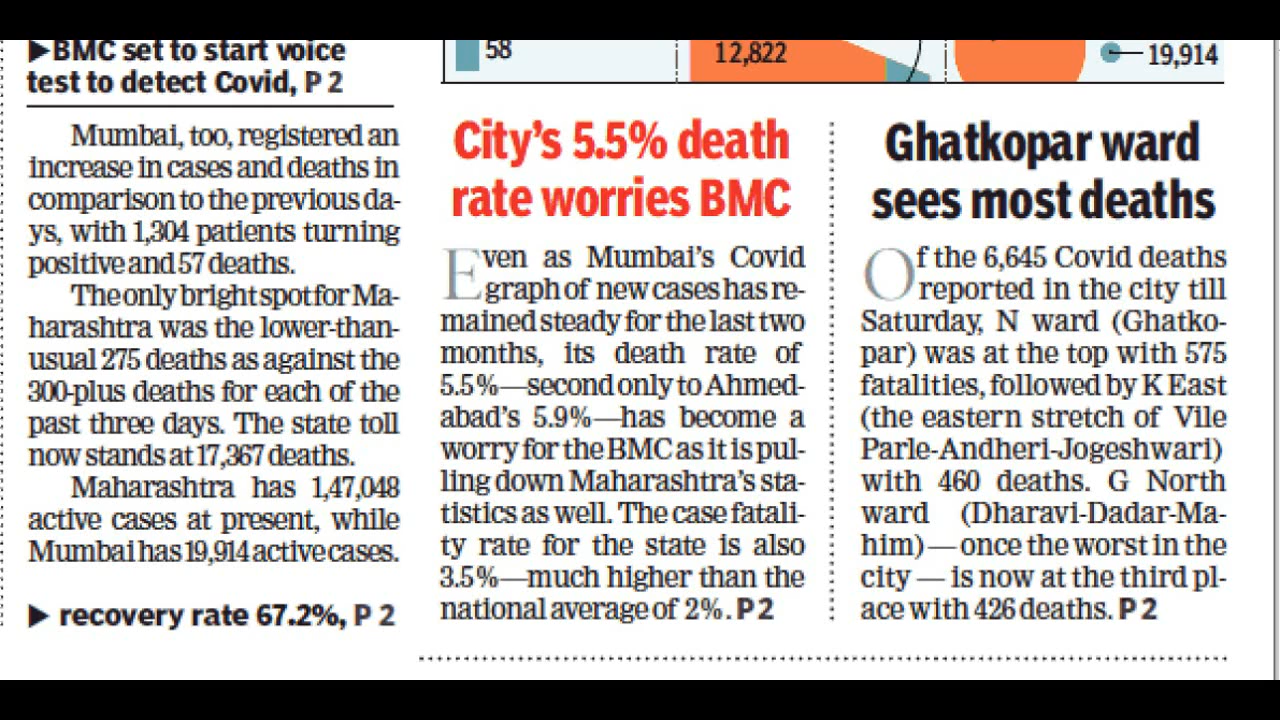 ▶BMC set to start voice
test to detect Covid, P 2
Mumbai, too, registered an
increase in cases and deaths in
comparison to the previous da-
ys, with 1,304 patients turning
positive and 57 deaths.
The only bright spot for Ma-
harashtra was the lower-than-
usual 275 deaths as against the
300-plus deaths for each of the
past three days. The state toll
now stands at 17,367 deaths.
Maharashtra has 1,47,048
active cases at present, while
Mumbai has 19,914 active cases.
▶ recovery rate 67.2%, P 2
58
12,822
19,914
City's 5.5% death
rate worries BMC
Even as Mumbai's Covid
graph of new cases has re-
mained steady for the last two
months, its death rate of
5.5%—second only to Ahmed-
abad's 5.9%—has become a
worry for the BMC as it is pul-
ling down Maharashtra's sta-
tistics as well. The case fatali-
ty rate for the state is also
3.5%—much higher than the
national average of 2%. P 2
Ghatkopar ward
sees most deaths
Of the 6,645 Covid deaths
reported in the city till
Saturday, N ward (Ghatko-
par) was at the top with 575
fatalities, followed by K East
(the eastern stretch of Vile
Parle-Andheri-Jogeshwari)
with 460 deaths. G North
ward (Dharavi-Dadar-Ma-
him) — once the worst in the
city — is now at the third pl-
ace with 426 deaths. P 2